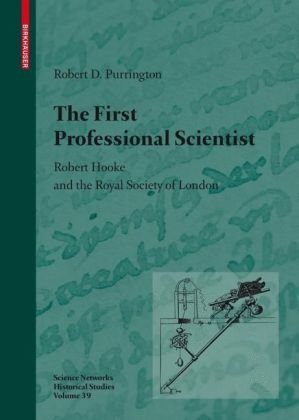 BIRKHAUSER
Robert D. Purrington
The First
Professional Scientist
Robert Hooke
and the Royal Society of London
Science Networks
Historical Studies
Volume 39